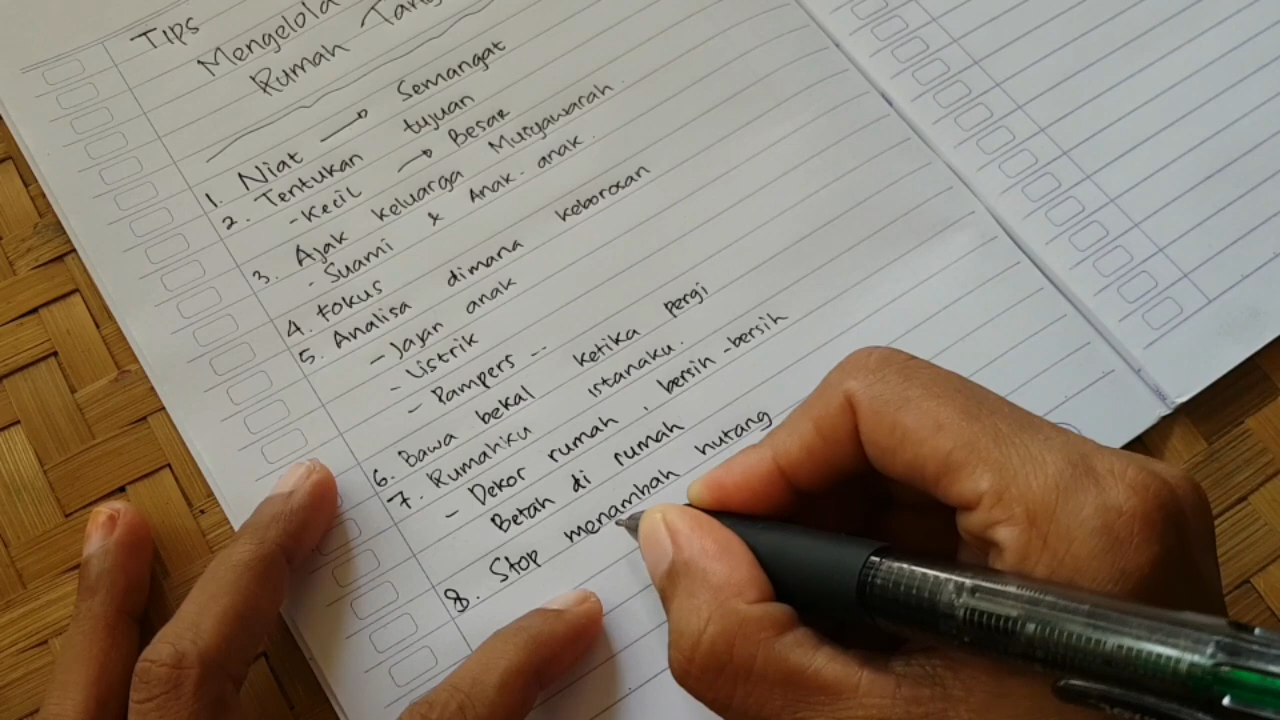 TIPS
Mengelola
Rumah
1. Niat → Semangat
2. Tentukan tujuan
- Kecil → Besar
3. Ajak keluarga Musyawarah.
- Suami & Anak-anak.
4. Fokus
5. Analisa dimana keborosan
- Jajan anak
- Listrik
- Pampers --
6. Bawa bekal ketika pergi
7. Rumahku istanaku.
- Dekor rumah, bersih-bersih
Betah di rumah
8. Stop menambah hutang